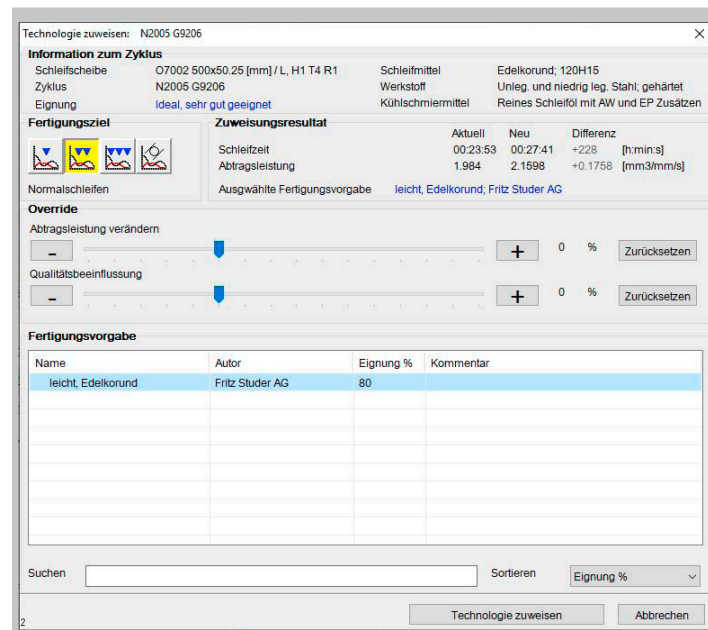 Technologie zuweisen: N2005 G9206
Information zum Zyklus
Schleifscheibe O7002 500x50.25 [mm] / L, H1 T4 R1 Schleifmittel Edelkorund; 120H15
Zyklus N2005 G9206 Werkstoff Unleg. und niedrig leg. Stahl; gehärtet
Eignung Ideal, sehr gut geeignet Kühlschmiermittel Reines Schleiföl mit AW und EP Zusätzen
Fertigungsziel Zuweisungsresultat
Aktuell Neu Differenz
Schleifzeit 00:23:53 00:27:41 +228 [h:min:s]
Abtragsleistung 1.984 2.1598 +0.1758 [mm3/mm/s]
Normalschleifen Ausgwählte Fertigungsvorgabe leicht, Edelkorund; Fritz Studer AG
Override
Abtragsleistung verändern
- + 0 % Zurücksetzen
Qualitätsbeeinflussung
- + 0 % Zurücksetzen
Fertigungsvorgabe
Name Autor Eignung % Kommentar
leicht, Edelkorund Fritz Studer AG 80
Suchen Sortieren Eignung %
Technologie zuweisen Abbrechen
2